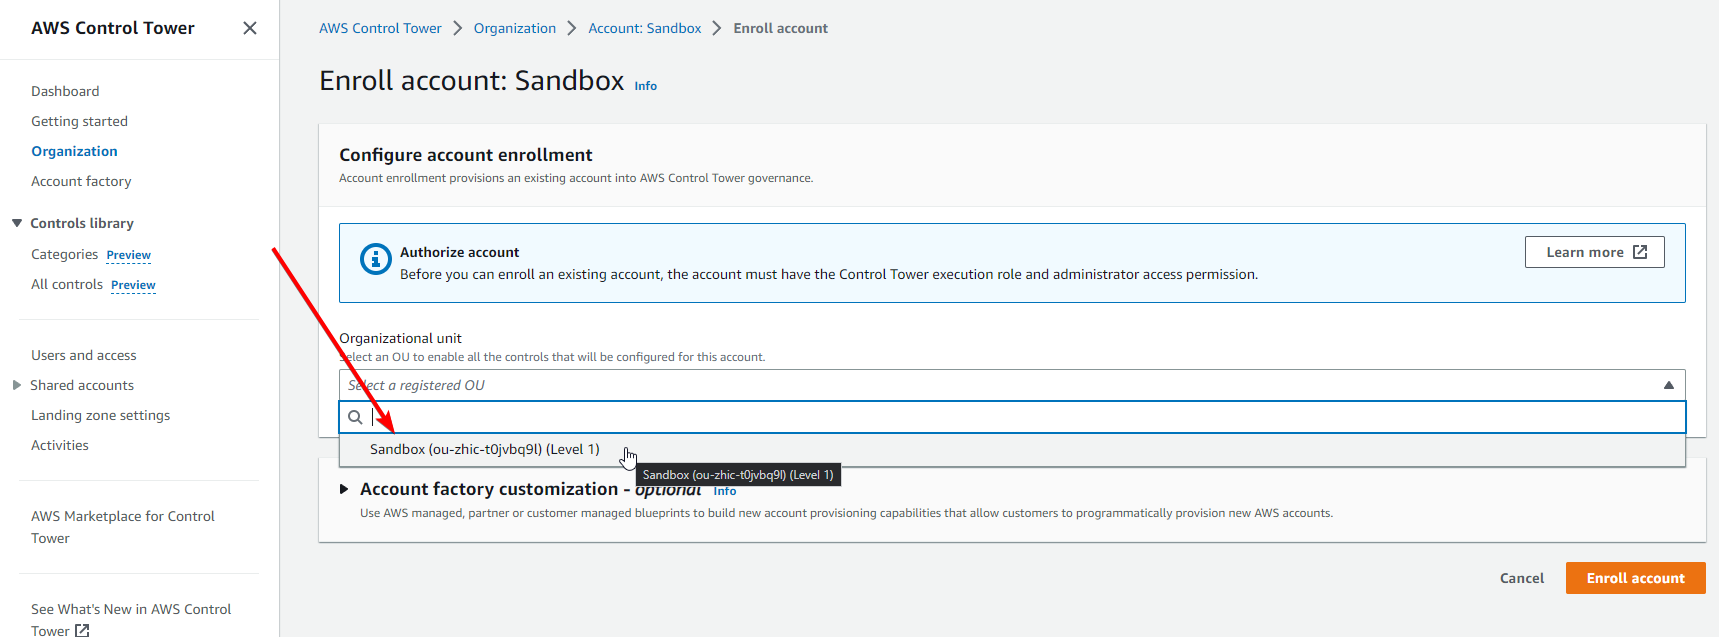 AWS Control Tower
Dashboard
Getting started
Organization
Account factory
Controls library
Categories Preview
All controls Preview
Users and access
Shared accounts
Landing zone settings
Activities
AWS Marketplace for Control
Tower
See What's New in AWS Control
Tower
AWS Control Tower > Organization > Account: Sandbox > Enroll account
Enroll account: Sandbox Info
Configure account enrollment
Account enrollment provisions an existing account into AWS Control Tower governance.
Authorize account
Before you can enroll an existing account, the account must have the Control Tower execution role and administrator access permission.
Learn more
Organizational unit
Select an OU to enable all the controls that will be configured for this account.
Select a registered OU
Sandbox (ou-zhic-t0jvbq9l) (Level 1)
Sandbox (ou-zhic-t0jvbq9l) (Level 1)
Account factory customization - optional Info
Use AWS managed, partner or customer managed blueprints to build new account provisioning capabilities that allow customers to programmatically provision new AWS accounts.
Cancel
Enroll account